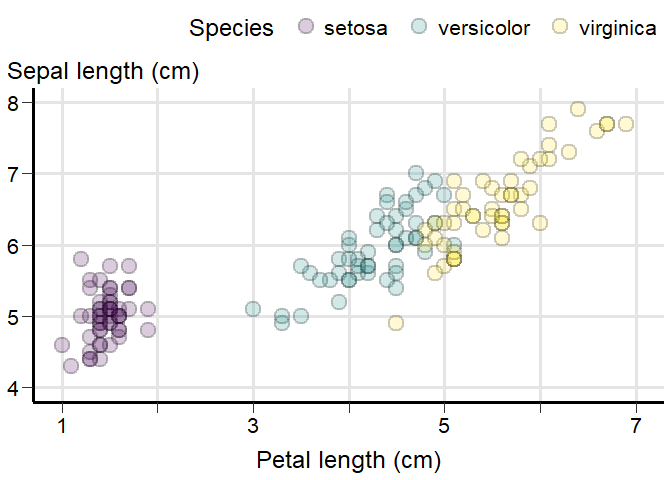 Species setosa versicolor virginica
Sepal length (cm)
8
7
6
5
4
1 3 5 7
Petal length (cm)